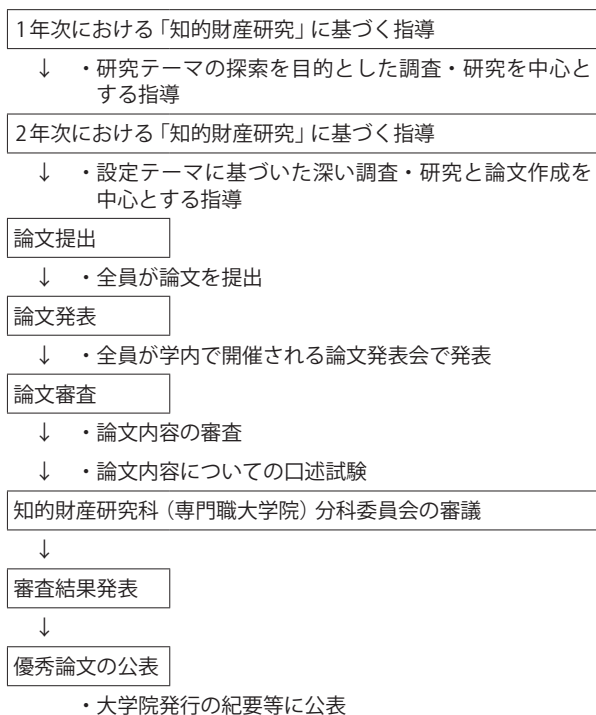 1年次における「知的財産研究」に基づく指導
↓ ・研究テーマの探索を目的とした調査・研究を中心と
する指導
2年次における「知的財産研究」に基づく指導
↓ ・設定テーマに基づいた深い調査・研究と論文作成を
中心とする指導
論文提出
↓ ・全員が論文を提出
論文発表
↓ ・全員が学内で開催される論文発表会で発表
論文審査
↓ ・論文内容の審査
↓ ・論文内容についての口述試験
知的財産研究科（専門職大学院）分科委員会の審議
↓
審査結果発表
↓
優秀論文の公表
・大学院発行の紀要等に公表